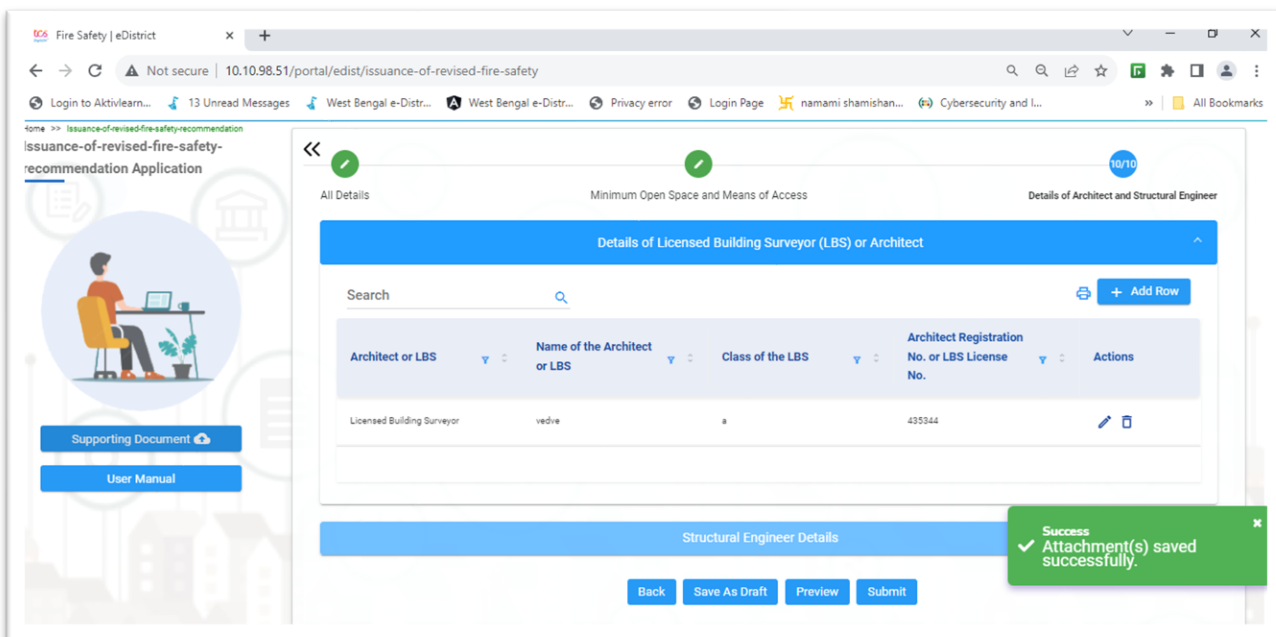 Fire Safety | eDistrict
Not secure | 10.10.98.51/portal/edist/issuance-of-revised-fire-safety
Login to Aktivlearn... 13 Unread Messages West Bengal e-Distr... West Bengal e-Distr... Privacy error Login Page namami shamishan... Cybersecurity and I... » All Bookmarks
Home >> Issuance-of-revised-fire-safety-recommendation
Issuance-of-revised-fire-safety-
recommendation Application
10/10
All Details Minimum Open Space and Means of Access Details of Architect and Structural Engineer
Details of Licensed Building Surveyor (LBS) or Architect
Search + Add Row
Architect or LBS Name of the Architect or LBS Class of the LBS Architect Registration No. or LBS License No. Actions
Licensed Building Surveyor vedve a 435344
Supporting Document
User Manual
Structural Engineer Details
Success
Attachment(s) saved
successfully.
Back Save As Draft Preview Submit